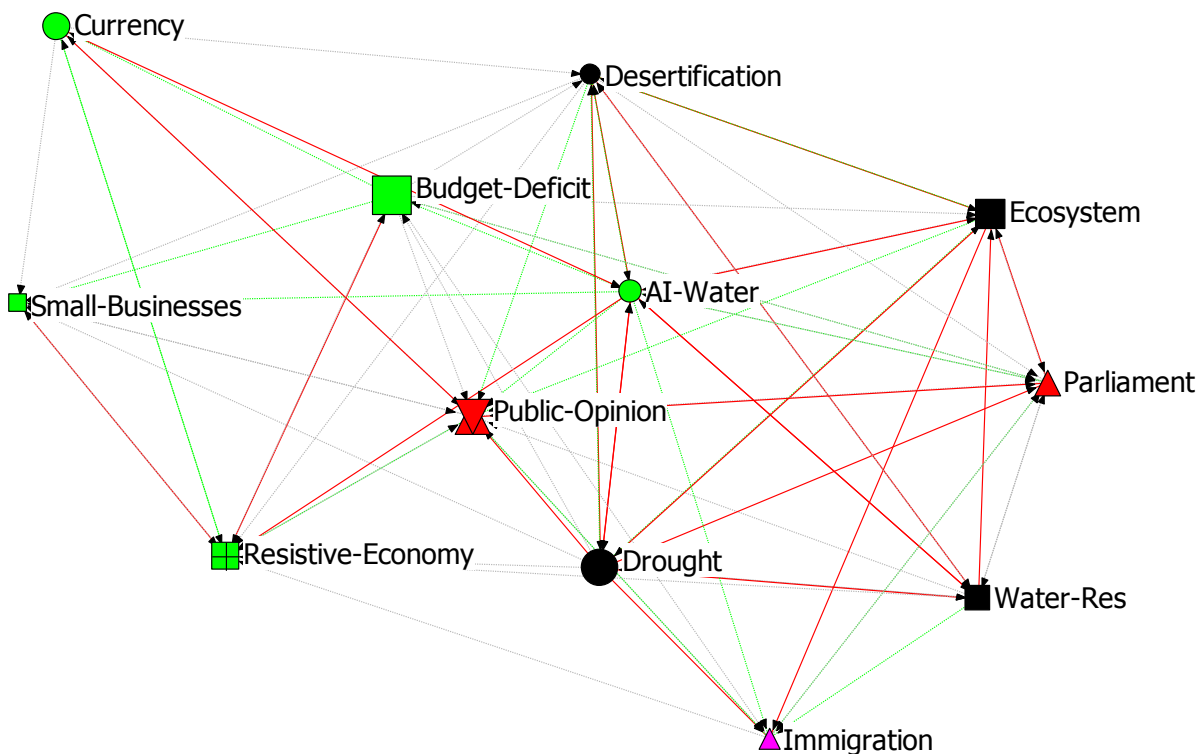 Currency
Desertification
Budget-Deficit
Ecosystem
AI-Water
Small-Businesses
Parliament
Public-Opinion
Resistive-Economy
Drought
Water-Res
Immigration